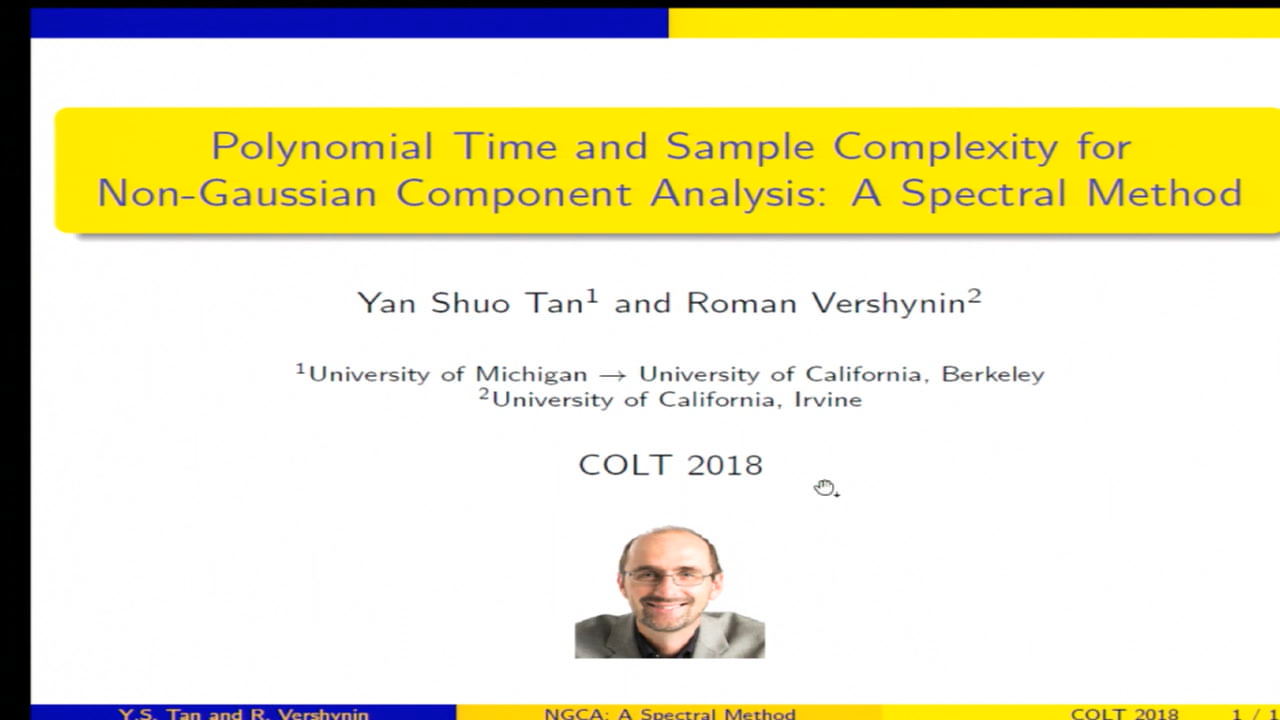 Polynomial Time and Sample Complexity for
Non-Gaussian Component Analysis: A Spectral Method
Yan Shuo Tan¹ and Roman Vershynin²
¹University of Michigan → University of California, Berkeley
²University of California, Irvine
COLT 2018
Y.S. Tan and R. Vershynin NGCA: A Spectral Method COLT 2018 1 / 1